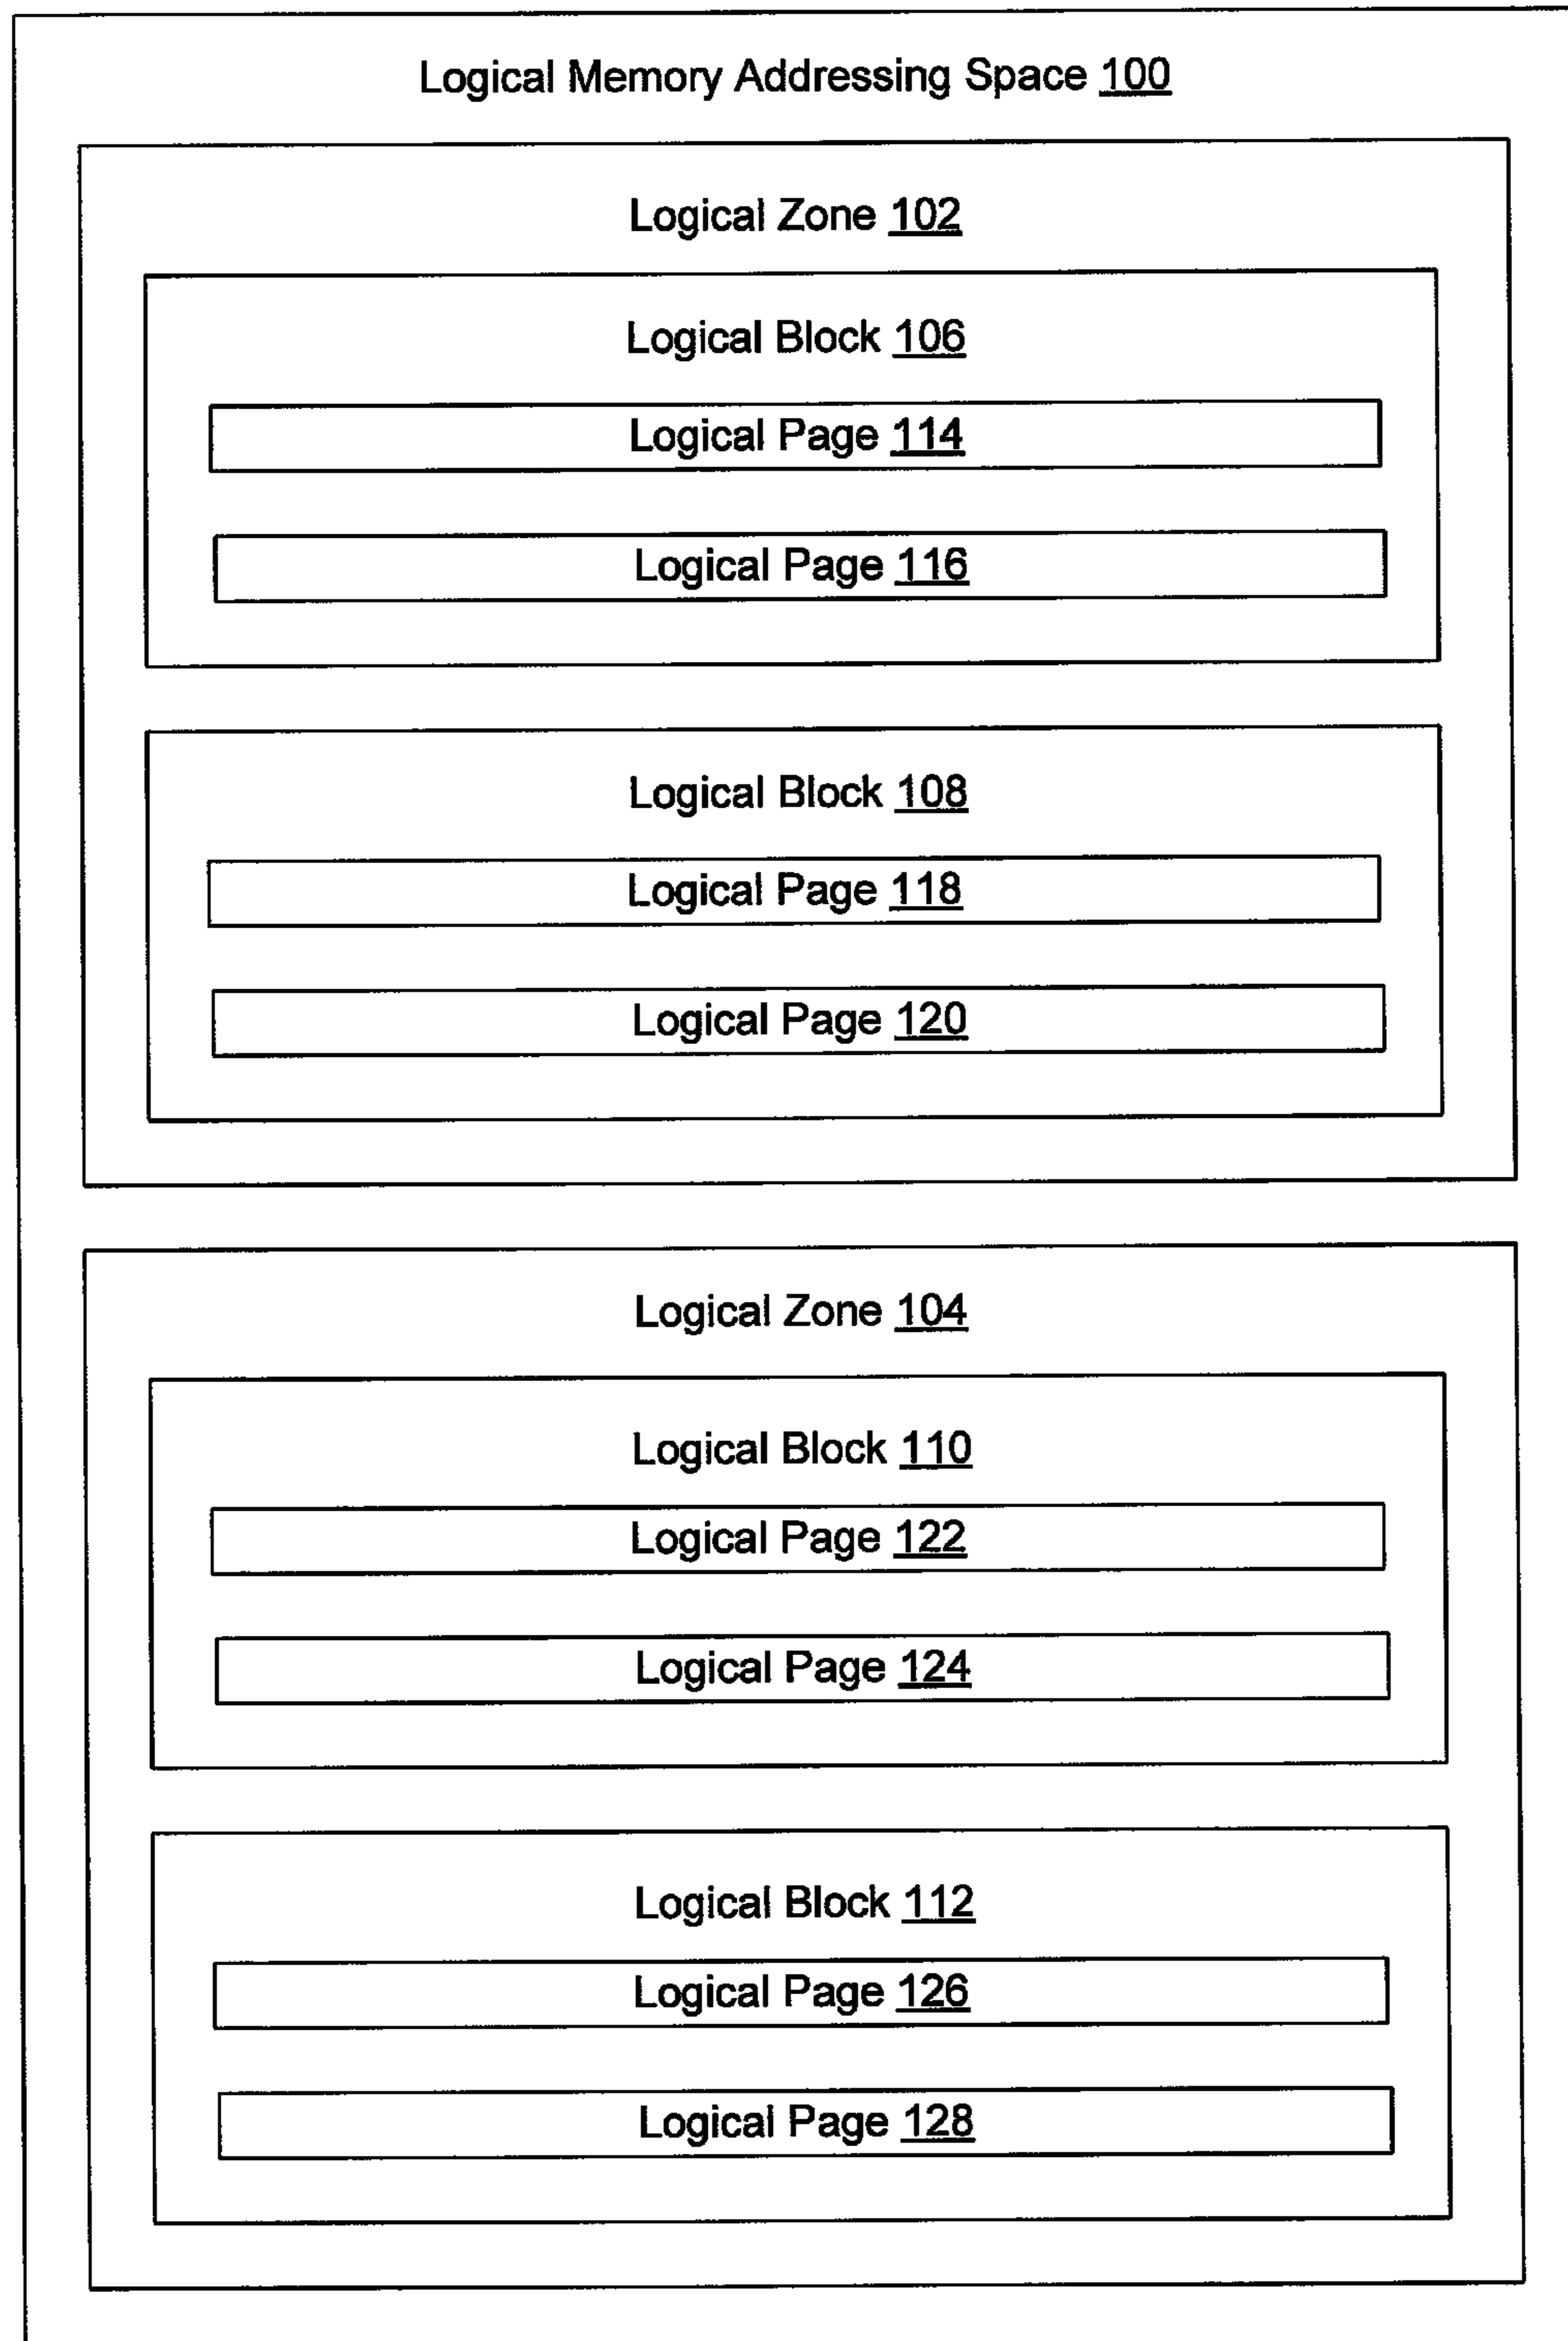 Logical Memory Addressing Space 100
Logical Zone 102
Logical Block 106
Logical Page 114
Logical Page 116
Logical Block 108
Logical Page 118
Logical Page 120
Logical Zone 104
Logical Block 110
Logical Page 122
Logical Page 124
Logical Block 112
Logical Page 126
Logical Page 128